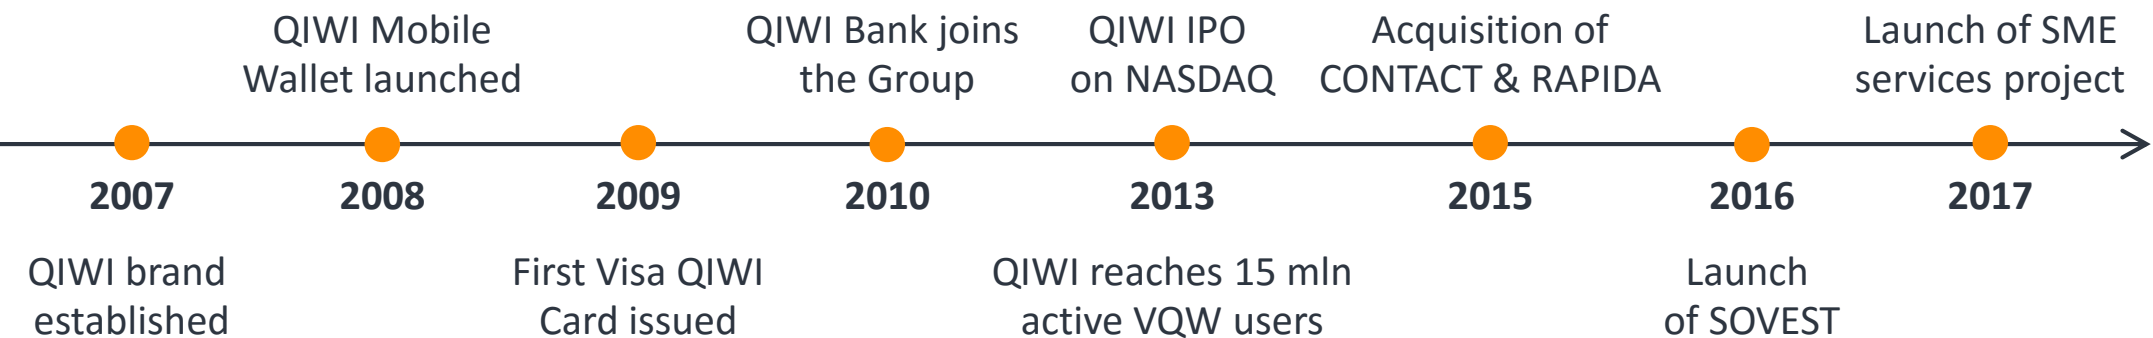 QIWI Mobile
Wallet launched
QIWI Bank joins
the Group
QIWI IPO
on NASDAQ
Acquisition of
CONTACT & RAPIDA
Launch of SME
services project
2007
2008
2009
2010
2013
2015
2016
2017
QIWI brand
established
First Visa QIWI
Card issued
QIWI reaches 15 mln
active VQW users
Launch
of SOVEST